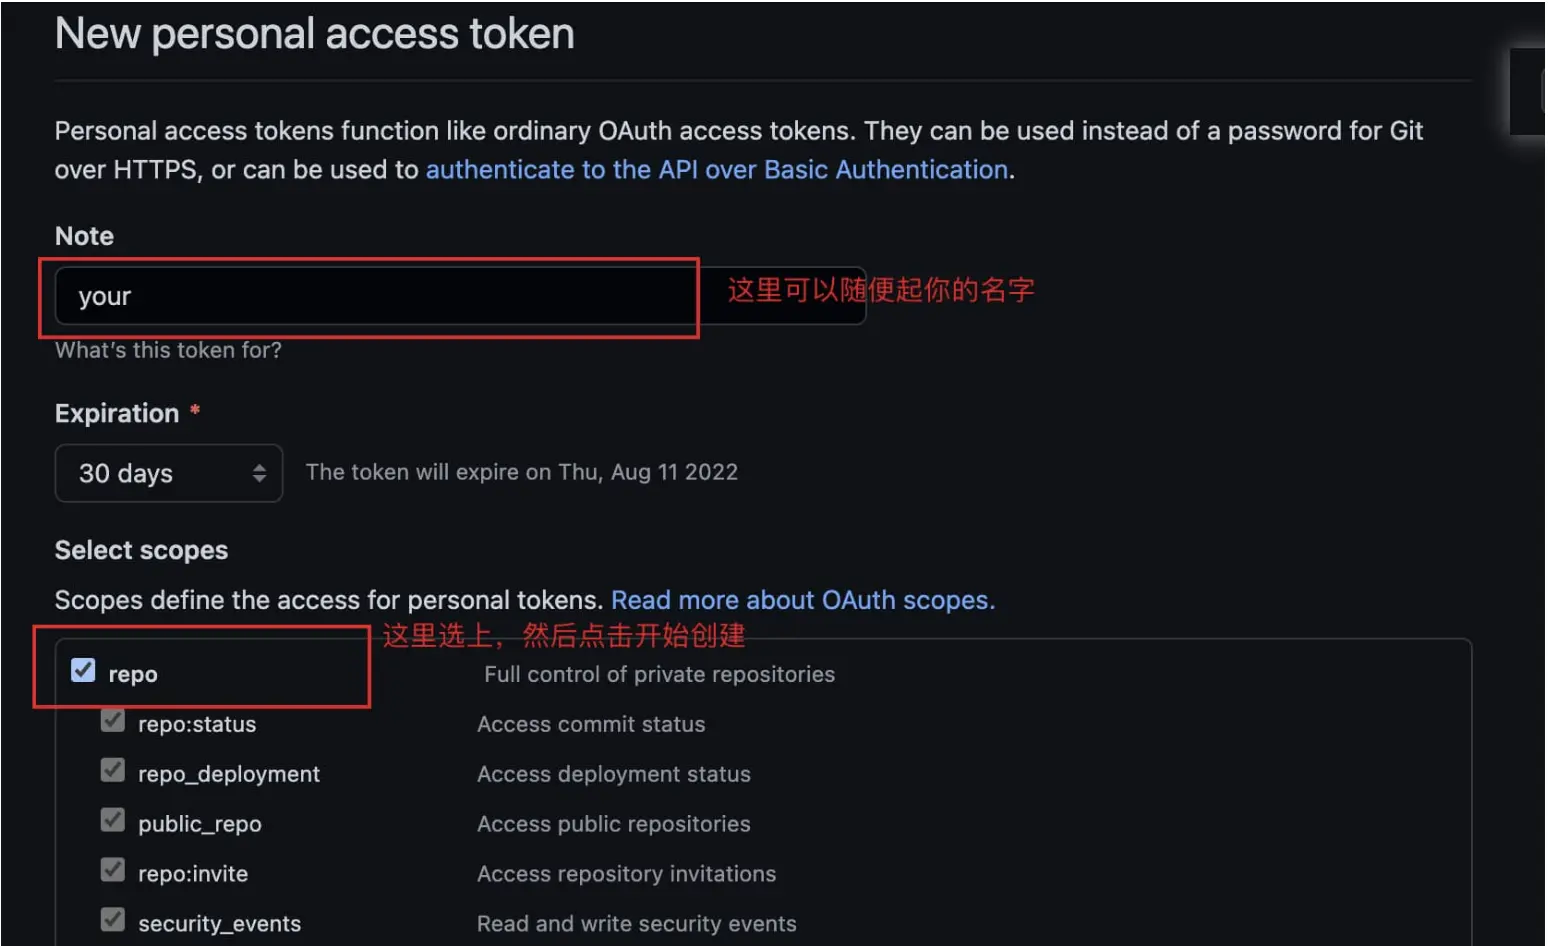 New personal access token
Personal access tokens function like ordinary OAuth access tokens. They can be used instead of a password for Git
over HTTPS, or can be used to authenticate to the API over Basic Authentication.
Note
your
这里可以随便起你的名字
What's this token for?
Expiration *
30 days
The token will expire on Thu, Aug 11 2022
Select scopes
Scopes define the access for personal tokens. Read more about OAuth scopes.
这里选上，然后点击开始创建
repo
Full control of private repositories
repo:status
Access commit status
repo_deployment
Access deployment status
public_repo
Access public repositories
repo:invite
Access repository invitations
security_events
Read and write security events